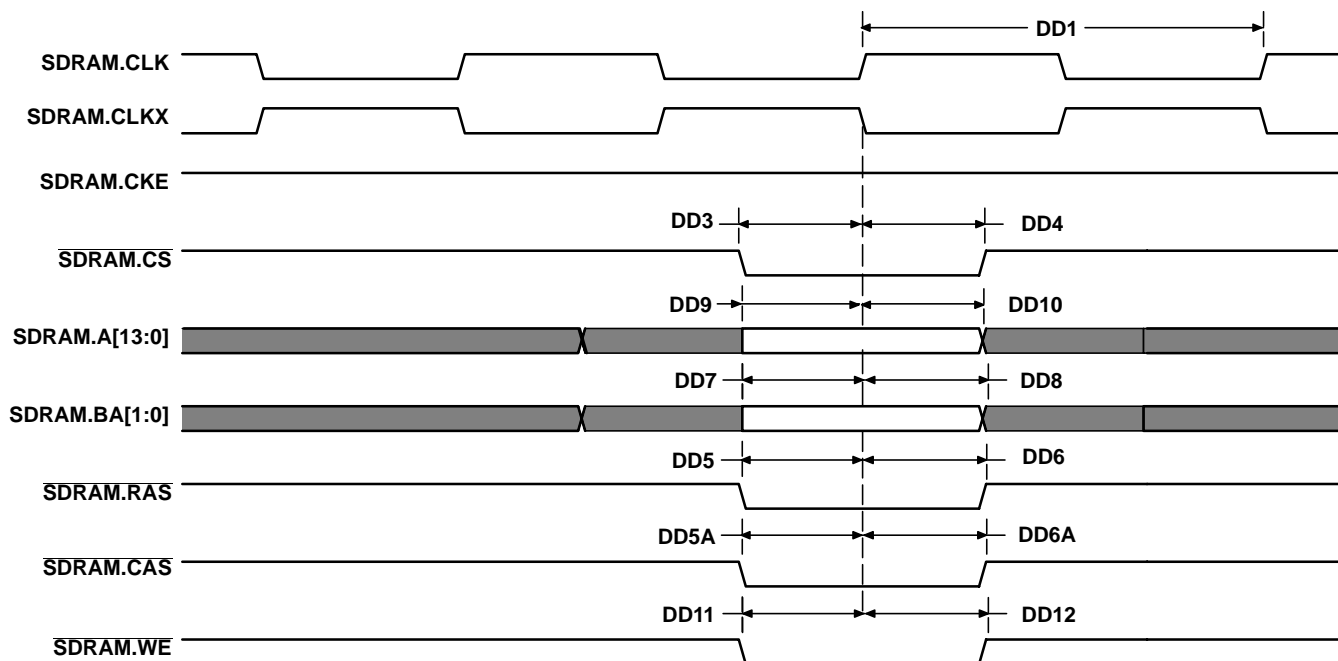 DD1
SDRAM.CLK
SDRAM.CLKX
SDRAM.CKE
DD3 DD4
SDRAM.CS
DD9 DD10
SDRAM.A[13:0]
DD7 DD8
SDRAM.BA[1:0]
DD5 DD6
SDRAM.RAS
DD5A DD6A
SDRAM.CAS
DD11 DD12
SDRAM.WE